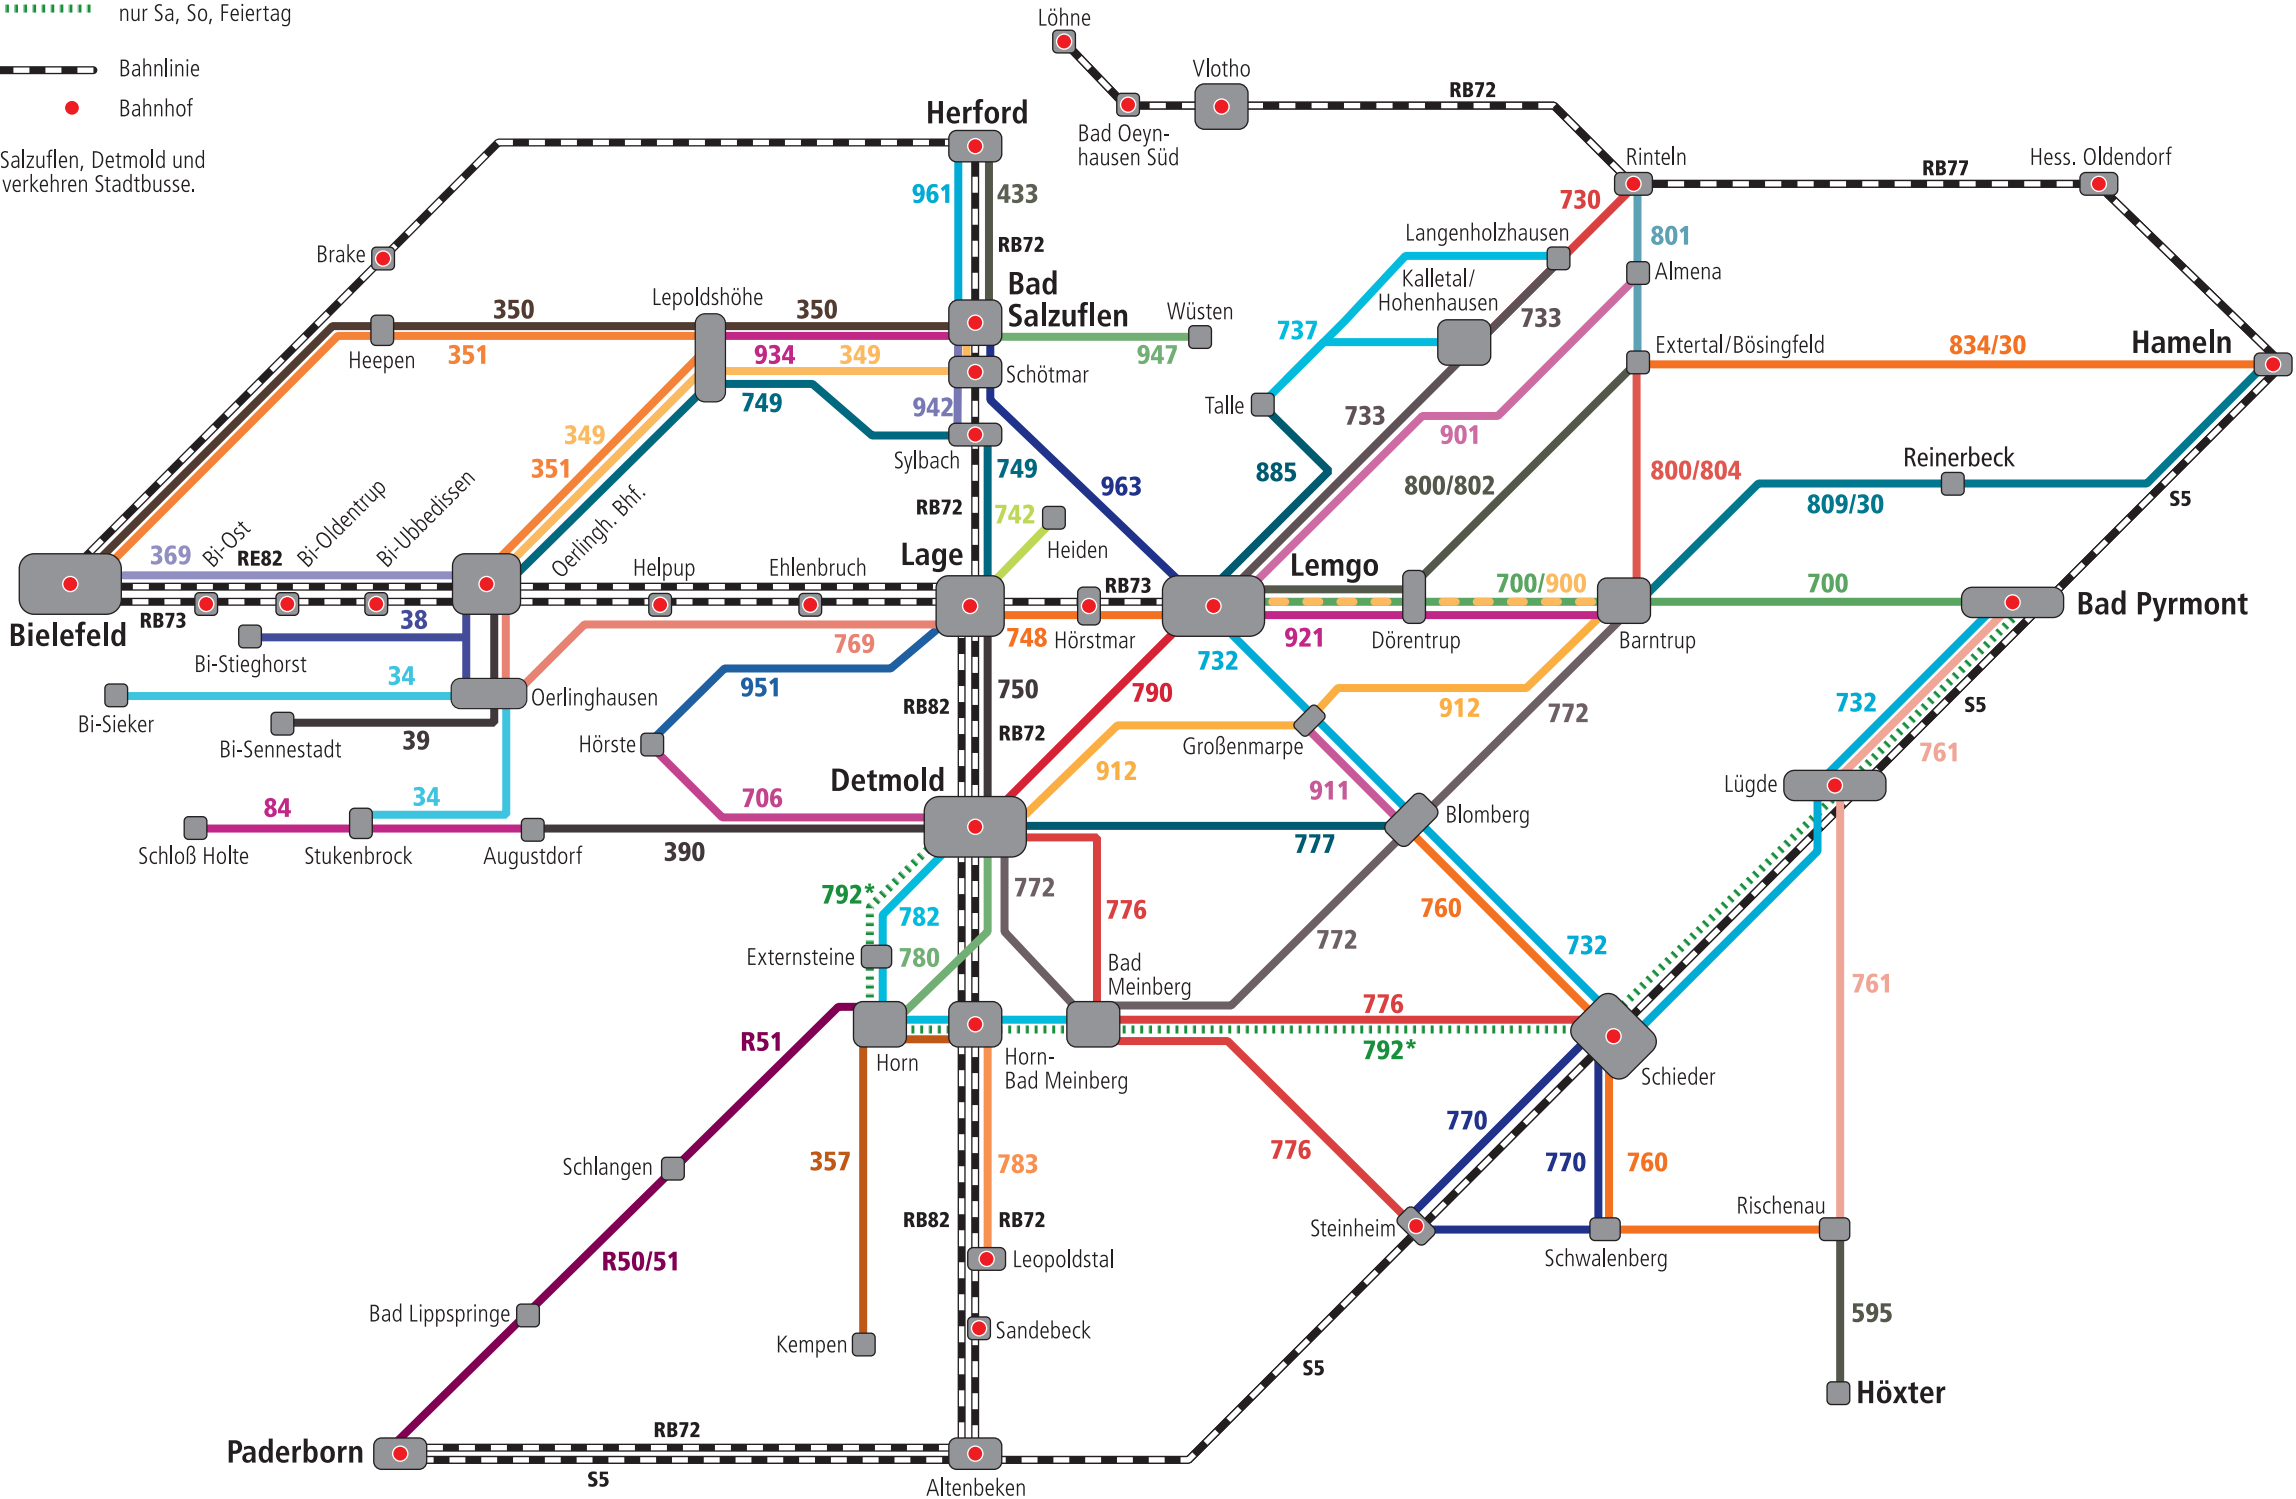 nur Sa, So, Feiertag
Bahnlinie
Bahnhof
Salzuflen, Detmold und
verkehren Stadtbusse.
Löhne
Vlotho
RB72
Bad Oeyn-
hausen Süd
Herford
Rinteln
RB77
Hess. Oldendorf
961
433
730
Brake
RB72
Langenholzhausen
801
Almena
Kalletal/
Hohenhausen
Lepoldshöhe
Bad
Salzuflen
Wüsten
350
350
737
733
Heepen
351
934
349
947
Extertal/Bösingfeld
834/30
Hameln
Schötmar
749
942
Talle
733
901
349
351
Sylbach
749
885
963
800/802
800/804
Reinerbeck
809/30
S5
RB72
742
Heiden
Bi-Ost
Bi-Oldentrup
Bi-Ubbedissen
Oerlingh. Bhf.
369
RE82
Helpup
Ehlenbruch
Lage
RB73
Lemgo
700/900
700
Bielefeld
RB73
38
769
748
Hörstmar
921
Dörentrup
Barntrup
Bad Pyrmont
Bi-Stieghorst
732
34
951
750
790
Bi-Sieker
Oerlinghausen
RB82
912
772
732
S5
Bi-Sennestadt
39
Hörste
RB72
Großenmarpe
761
912
911
Detmold
Lügde
84
34
706
Blomberg
Schloß Holte
Stukenbrock
Augustdorf
390
777
792*
782
772
776
760
Externsteine
780
772
732
Bad
Meinberg
761
R51
776
792*
Horn
Horn-
Bad Meinberg
Schieder
770
776
Schlangen
357
783
770
760
RB82
RB72
Steinheim
Rischenau
R50/51
Leopoldstal
Schwalenberg
Bad Lippspringe
Kempen
Sandebeck
595
S5
Höxter
RB72
Paderborn
S5
Altenbeken